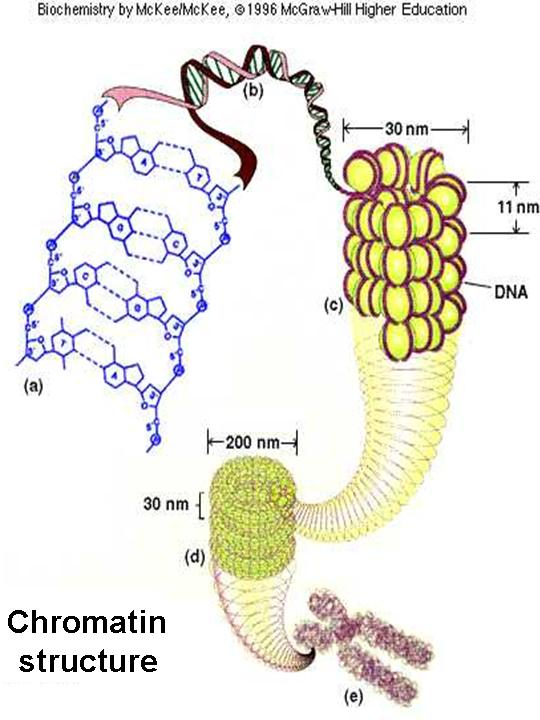 Biochemistry by McKee/McKee, ©1996 McGraw-Hill Higher Education
(b)
30 nm
11 nm
DNA
(c)
(a)
A
T
G
C
C
G
T
A
200 nm
30 nm
(d)
Chromatin
structure
(e)